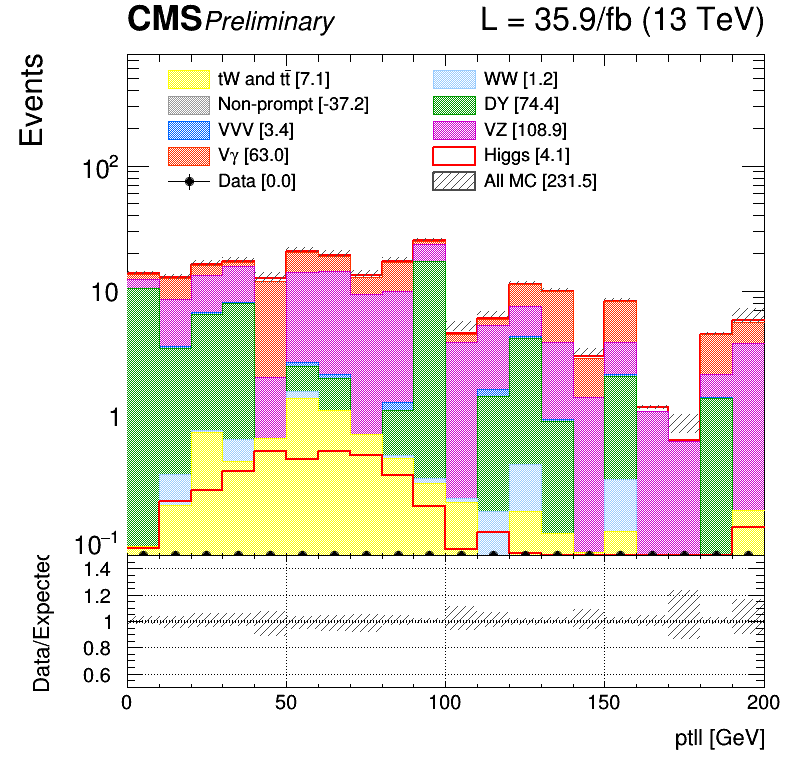 CMS Preliminary L = 35.9/fb (13 TeV)
Events
tW and tt̄ [7.1] WW [1.2]
Non-prompt [-37.2] DY [74.4]
VVV [3.4] VZ [108.9]
Vγ [63.0] Higgs [4.1]
Data [0.0] All MC [231.5]
10²
10
1
10⁻¹
Data/Expected
1.4
1.2
1
0.8
0.6
0 50 100 150 200
ptll [GeV]